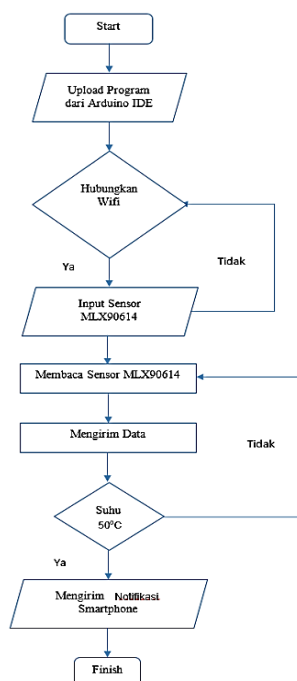 Start
Upload Program
dari Arduino IDE
Hubungkan
Wifi
Ya
Tidak
Input Sensor
MLX90614
Membaca Sensor MLX90614
Mengirim Data
Tidak
Suhu
50°C
Ya
Mengirim Notifikasi
Smartphone
Finish